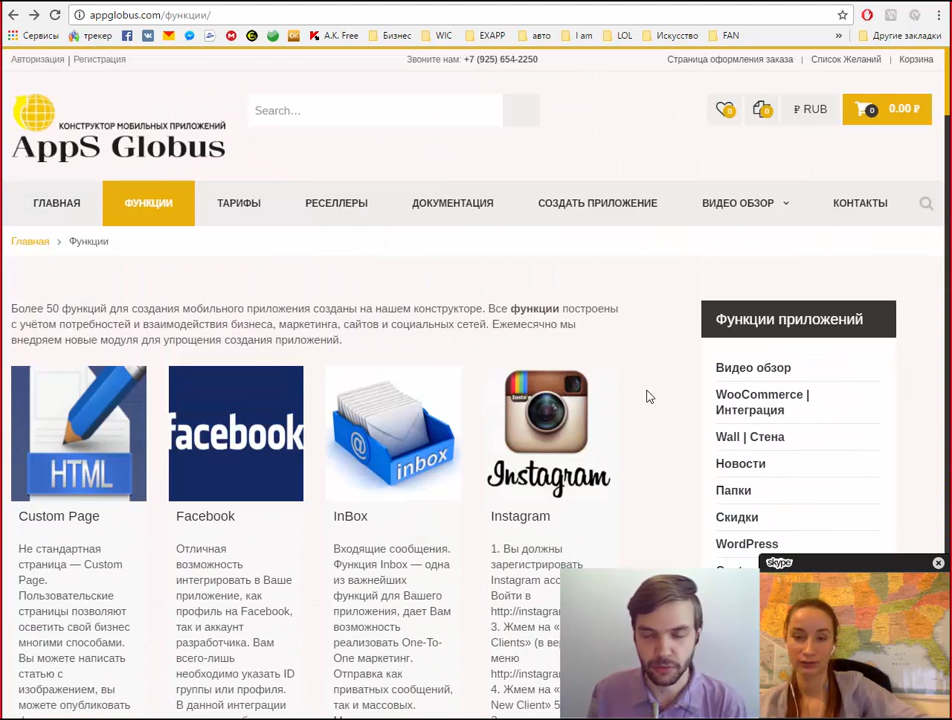 appglobus.com/функции/
Сервисы трекер A.K. Free Бизнес WIC EXAPP авто I am LOL Искусство FAN » Другие закладки
Авторизация | Регистрация Звоните нам: +7 (925) 654-2250 Страница оформления заказа | Список Желаний | Корзина
КОНСТРУКТОР МОБИЛЬНЫХ ПРИЛОЖЕНИЙ
AppS Globus
Search...
0 0 ₽ RUB 0 0.00 ₽
ГЛАВНАЯ ФУНКЦИИ ТАРИФЫ РЕСЕЛЛЕРЫ ДОКУМЕНТАЦИЯ СОЗДАТЬ ПРИЛОЖЕНИЕ ВИДЕО ОБЗОР КОНТАКТЫ
Главная > Функции
Более 50 функций для создания мобильного приложения созданы на нашем конструкторе. Все функции построены
с учётом потребностей и взаимодействия бизнеса, маркетинга, сайтов и социальных сетей. Ежемесячно мы
внедряем новые модуля для упрощения создания приложений.
HTML
Custom Page
Не стандартная
страница — Custom
Page.
Пользовательские
страницы позволяют
осветить свой бизнес
многими способами.
Вы можете написать
статью с
изображением, вы
можете опубликовать
facebook
Facebook
Отличная
возможность
интегрировать в Ваше
приложение, как
профиль на Facebook,
так и аккаунт
разработчика. Вам
всего-лишь
необходимо указать ID
группы или профиля.
В данной интеграции
@ inbox
InBox
Входящие сообщения.
Функция Inbox — одна
из важнейших
функций для Вашего
приложения, дает Вам
возможность
реализовать One-To-
One маркетинг.
Отправка как
приватных сообщений,
так и массовых.
Insta
Instagram
Instagram
1. Вы должны
зарегистрировать
Instagram
Войти в
http://instagr
3. Жмем на
Clients» (в
меню
http://instagr
4. Жмем на
New Client» 5
Функции приложений
Видео обзор
WooCommerce |
Интеграция
Wall | Стена
Новости
Папки
Скидки
WordPress
skype